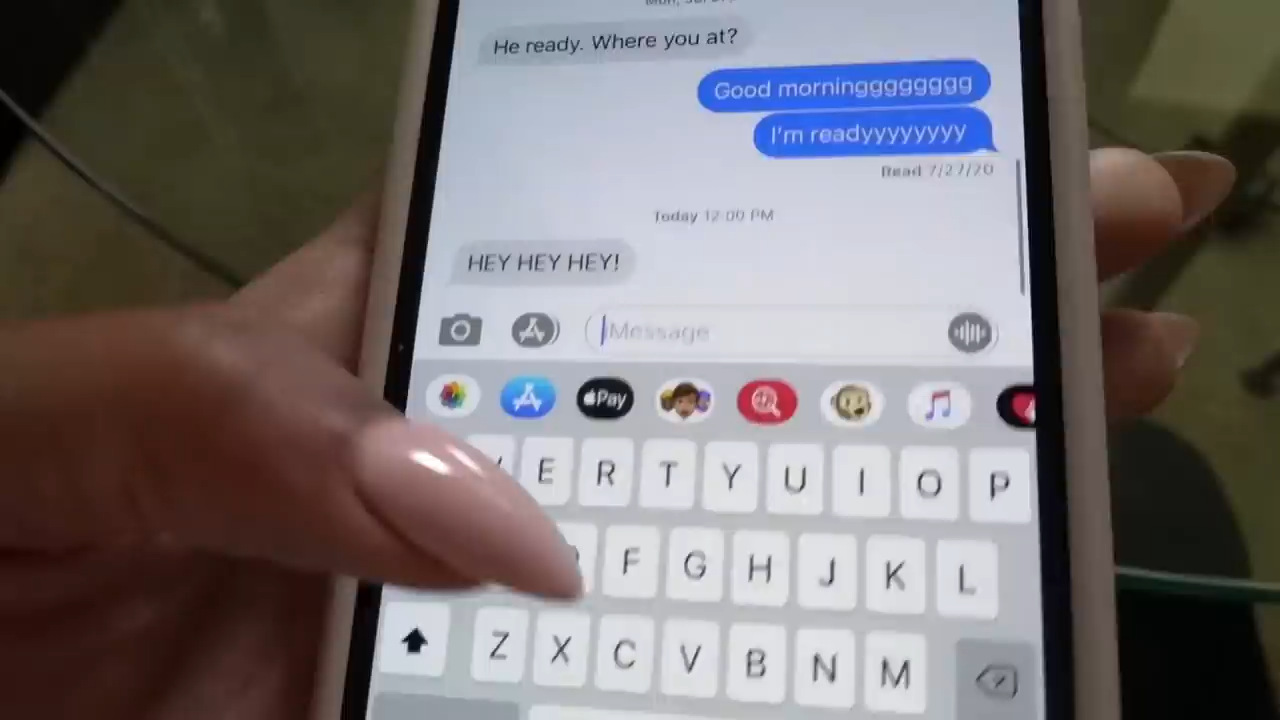 He ready. Where you at?
Good morningggggggg
I'm readyyyyyyyy
Read 7/27/20
Today 12:00 PM
HEY HEY HEY!
Message
Pay
E R T Y U I O P
F G H J K L
Z X C V B N M